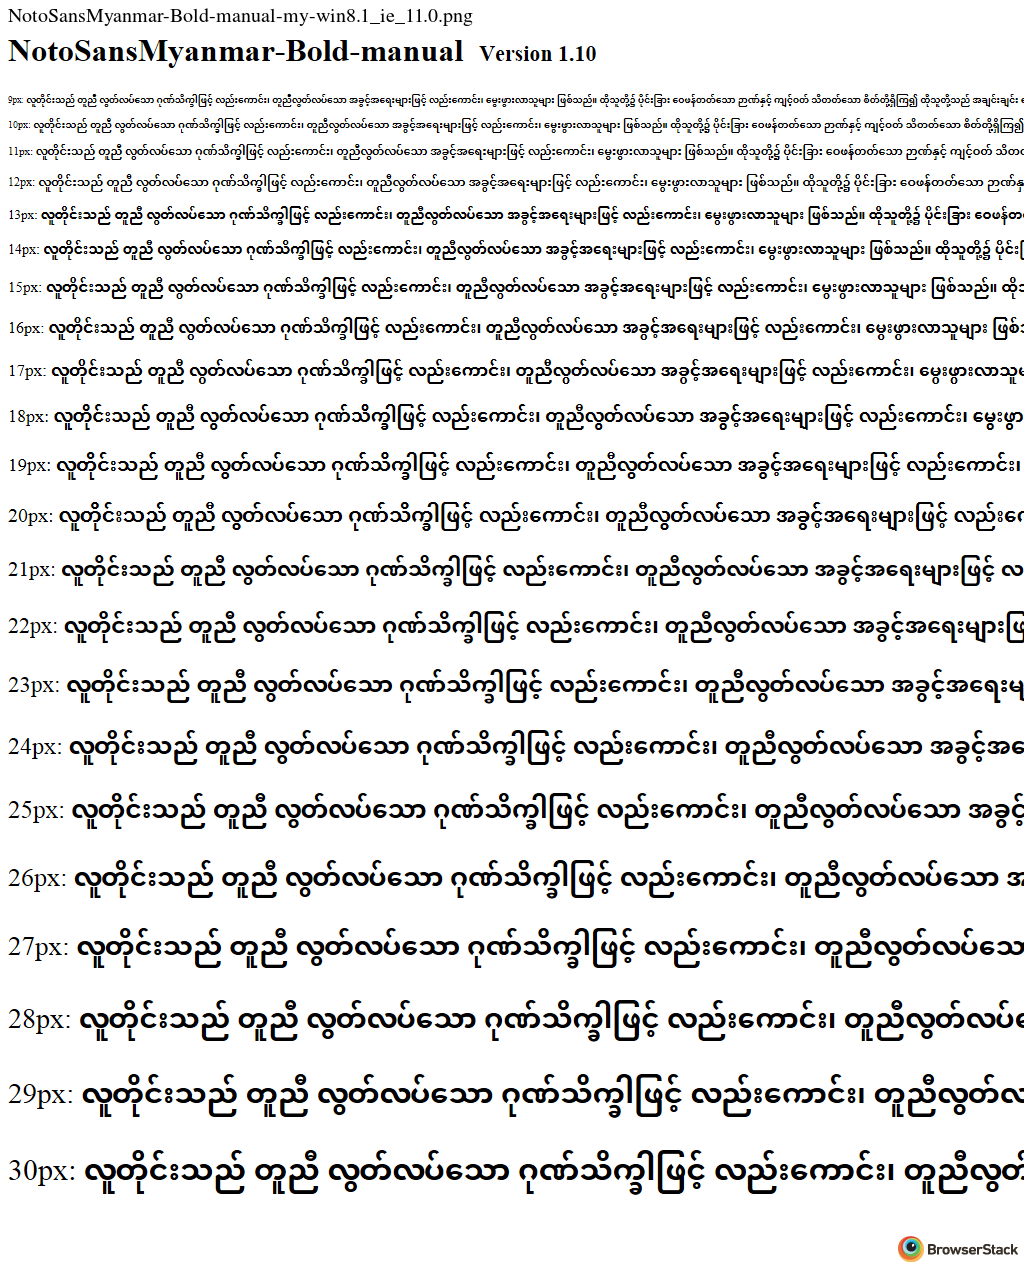 NotoSansMyanmar-Bold-manual-my-win8.1_ie_11.0.png
NotoSansMyanmar-Bold-manual Version 1.10
9px: လူတိုင်းသည် တူညီ လွတ်လပ်သော ဂုဏ်သိက္ခါဖြင့် လည်းကောင်း၊ တူညီလွတ်လပ်သော အခွင့်အရေးများဖြင့် လည်းကောင်း၊ မွေးဖွားလာသူများ ဖြစ်သည်။ ထိုသူတို့၌ ပိုင်းခြား ဝေဖန်တတ်သော ဉာဏ်နှင့် ကျင့်ဝတ် သိတတ်သော စိတ်တို့ရှိကြ၍ ထိုသူတို့သည် အချင်းချင်း
10px: လူတိုင်းသည် တူညီ လွတ်လပ်သော ဂုဏ်သိက္ခါဖြင့် လည်းကောင်း၊ တူညီလွတ်လပ်သော အခွင့်အရေးများဖြင့် လည်းကောင်း၊ မွေးဖွားလာသူများ ဖြစ်သည်။ ထိုသူတို့၌ ပိုင်းခြား ဝေဖန်တတ်သော ဉာဏ်နှင့် ကျင့်ဝတ် သိတတ်သော စိတ်တို့ရှိကြ၍
11px: လူတိုင်းသည် တူညီ လွတ်လပ်သော ဂုဏ်သိက္ခါဖြင့် လည်းကောင်း၊ တူညီလွတ်လပ်သော အခွင့်အရေးများဖြင့် လည်းကောင်း၊ မွေးဖွားလာသူများ ဖြစ်သည်။ ထိုသူတို့၌ ပိုင်းခြား ဝေဖန်တတ်သော ဉာဏ်နှင့် ကျင့်ဝတ် သိတ
12px: လူတိုင်းသည် တူညီ လွတ်လပ်သော ဂုဏ်သိက္ခါဖြင့် လည်းကောင်း၊ တူညီလွတ်လပ်သော အခွင့်အရေးများဖြင့် လည်းကောင်း၊ မွေးဖွားလာသူများ ဖြစ်သည်။ ထိုသူတို့၌ ပိုင်းခြား ဝေဖန်တတ်သော ဉာဏ်နှ
13px: လူတိုင်းသည် တူညီ လွတ်လပ်သော ဂုဏ်သိက္ခါဖြင့် လည်းကောင်း၊ တူညီလွတ်လပ်သော အခွင့်အရေးများဖြင့် လည်းကောင်း၊ မွေးဖွားလာသူများ ဖြစ်သည်။ ထိုသူတို့၌ ပိုင်းခြား ဝေဖန်တ
14px: လူတိုင်းသည် တူညီ လွတ်လပ်သော ဂုဏ်သိက္ခါဖြင့် လည်းကောင်း၊ တူညီလွတ်လပ်သော အခွင့်အရေးများဖြင့် လည်းကောင်း၊ မွေးဖွားလာသူများ ဖြစ်သည်။ ထိုသူတို့၌ ပိုင်း
15px: လူတိုင်းသည် တူညီ လွတ်လပ်သော ဂုဏ်သိက္ခါဖြင့် လည်းကောင်း၊ တူညီလွတ်လပ်သော အခွင့်အရေးများဖြင့် လည်းကောင်း၊ မွေးဖွားလာသူများ ဖြစ်သည်။ ထို
16px: လူတိုင်းသည် တူညီ လွတ်လပ်သော ဂုဏ်သိက္ခါဖြင့် လည်းကောင်း၊ တူညီလွတ်လပ်သော အခွင့်အရေးများဖြင့် လည်းကောင်း၊ မွေးဖွားလာသူများ ဖြစ်
17px: လူတိုင်းသည် တူညီ လွတ်လပ်သော ဂုဏ်သိက္ခါဖြင့် လည်းကောင်း၊ တူညီလွတ်လပ်သော အခွင့်အရေးများဖြင့် လည်းကောင်း၊ မွေးဖွားလာသူမ
18px: လူတိုင်းသည် တူညီ လွတ်လပ်သော ဂုဏ်သိက္ခါဖြင့် လည်းကောင်း၊ တူညီလွတ်လပ်သော အခွင့်အရေးများဖြင့် လည်းကောင်း၊ မွေးဖွာ
19px: လူတိုင်းသည် တူညီ လွတ်လပ်သော ဂုဏ်သိက္ခါဖြင့် လည်းကောင်း၊ တူညီလွတ်လပ်သော အခွင့်အရေးများဖြင့် လည်းကောင်း၊
20px: လူတိုင်းသည် တူညီ လွတ်လပ်သော ဂုဏ်သိက္ခါဖြင့် လည်းကောင်း၊ တူညီလွတ်လပ်သော အခွင့်အရေးများဖြင့် လည်းက
21px: လူတိုင်းသည် တူညီ လွတ်လပ်သော ဂုဏ်သိက္ခါဖြင့် လည်းကောင်း၊ တူညီလွတ်လပ်သော အခွင့်အရေးများဖြင့် လ
22px: လူတိုင်းသည် တူညီ လွတ်လပ်သော ဂုဏ်သိက္ခါဖြင့် လည်းကောင်း၊ တူညီလွတ်လပ်သော အခွင့်အရေးများဖြ
23px: လူတိုင်းသည် တူညီ လွတ်လပ်သော ဂုဏ်သိက္ခါဖြင့် လည်းကောင်း၊ တူညီလွတ်လပ်သော အခွင့်အရေးမျ
24px: လူတိုင်းသည် တူညီ လွတ်လပ်သော ဂုဏ်သိက္ခါဖြင့် လည်းကောင်း၊ တူညီလွတ်လပ်သော အခွင့်အရေ
25px: လူတိုင်းသည် တူညီ လွတ်လပ်သော ဂုဏ်သိက္ခါဖြင့် လည်းကောင်း၊ တူညီလွတ်လပ်သော အခွင့်
26px: လူတိုင်းသည် တူညီ လွတ်လပ်သော ဂုဏ်သိက္ခါဖြင့် လည်းကောင်း၊ တူညီလွတ်လပ်သော အ
27px: လူတိုင်းသည် တူညီ လွတ်လပ်သော ဂုဏ်သိက္ခါဖြင့် လည်းကောင်း၊ တူညီလွတ်လပ်သော
28px: လူတိုင်းသည် တူညီ လွတ်လပ်သော ဂုဏ်သိက္ခါဖြင့် လည်းကောင်း၊ တူညီလွတ်လပ်
29px: လူတိုင်းသည် တူညီ လွတ်လပ်သော ဂုဏ်သိက္ခါဖြင့် လည်းကောင်း၊ တူညီလွတ်လ
30px: လူတိုင်းသည် တူညီ လွတ်လပ်သော ဂုဏ်သိက္ခါဖြင့် လည်းကောင်း၊ တူညီလွတ်
BrowserStack